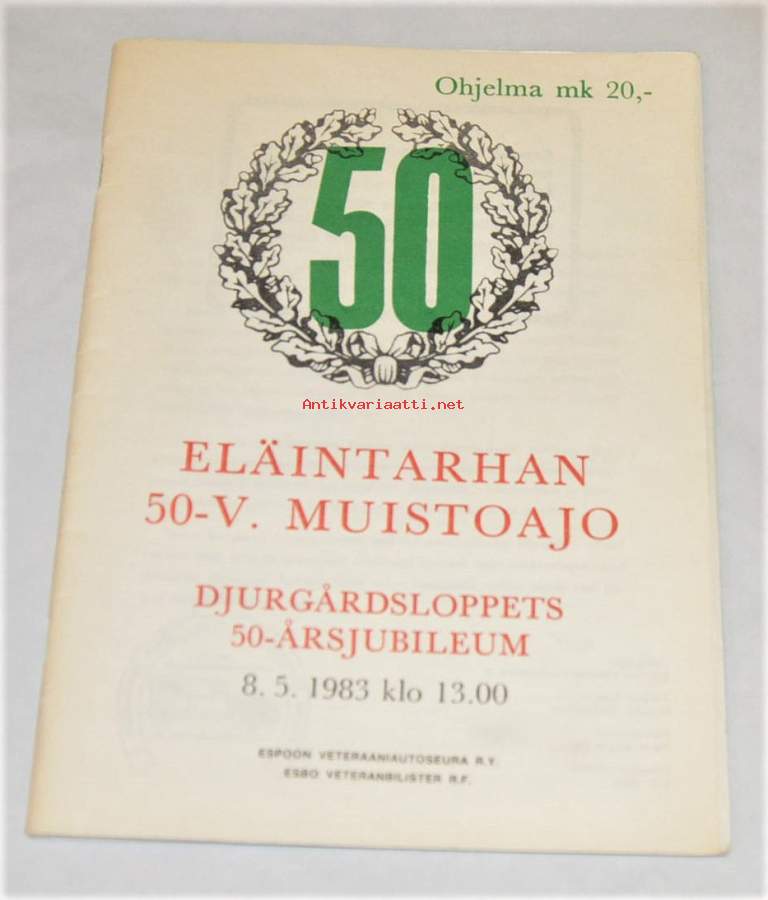 Ohjelma mk 20,-
50
Antikvariaatti.net
ELÄINTARHAN
50-V. MUISTOAJO
DJURGÅRDSLOPPETS
50-ÅRSJUBILEUM
8. 5. 1983 klo 13.00
ESPOON VETERAANIAUTOSEURA R.Y.
ESBO VETERANBILISTER R.F.